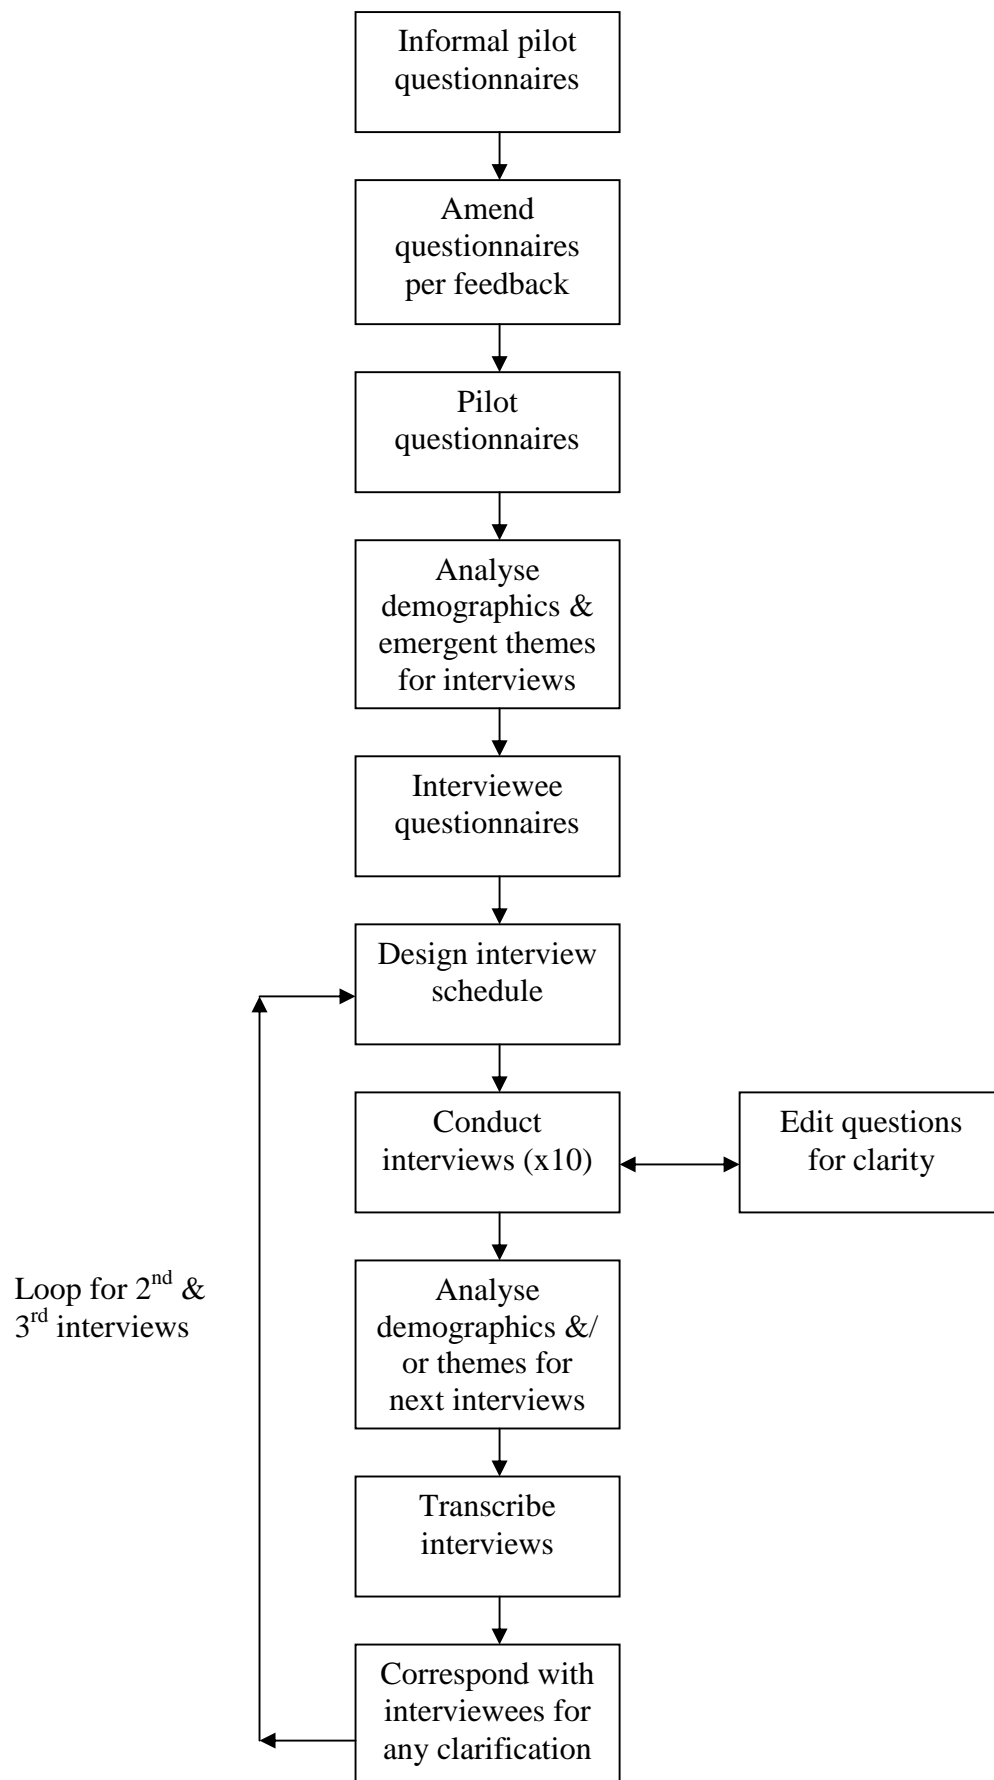 Informal pilot
questionnaires
Amend
questionnaires
per feedback
Pilot
questionnaires
Analyse
demographics &
emergent themes
for interviews
Interviewee
questionnaires
Design interview
schedule
Conduct
interviews (x10)
Edit questions
for clarity
Loop for 2nd &
3rd interviews
Analyse
demographics &/
or themes for
next interviews
Transcribe
interviews
Correspond with
interviewees for
any clarification